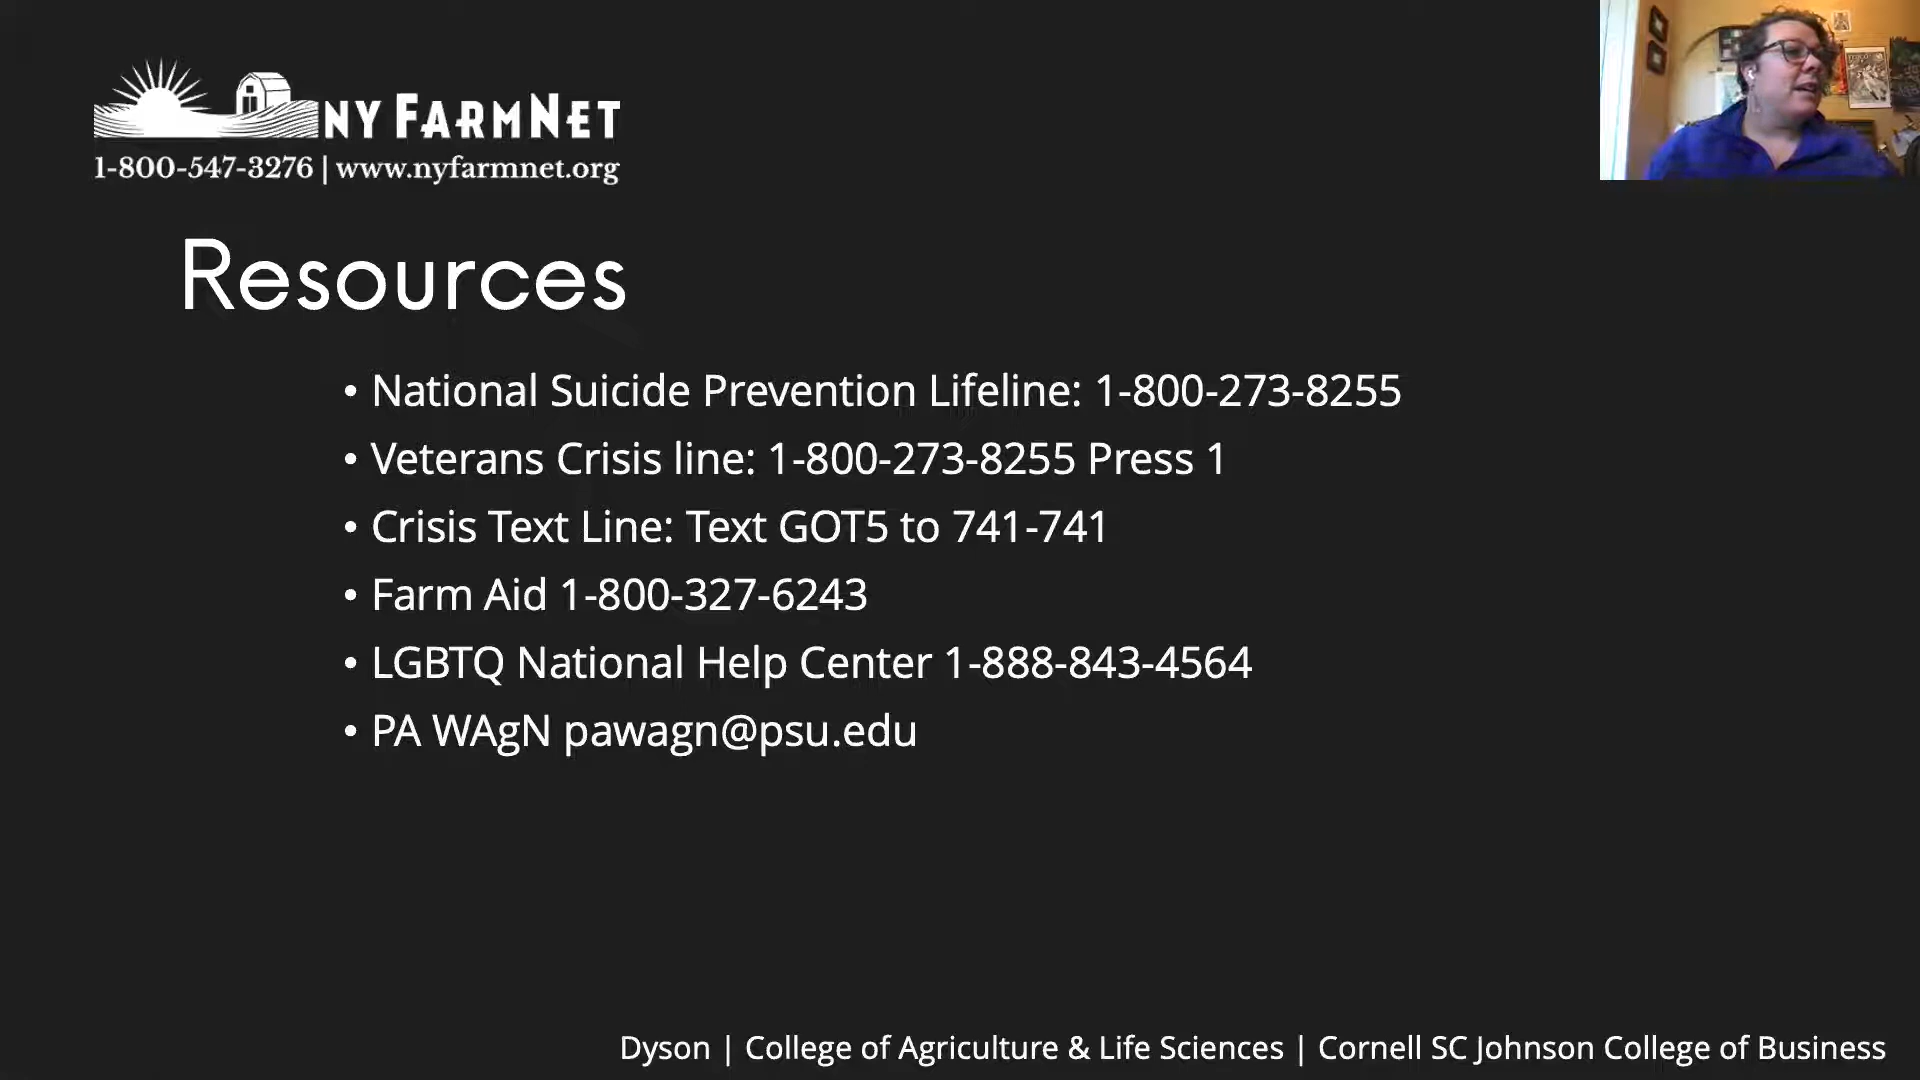 NY FARMNET
1-800-547-3276 | www.nyfarmnet.org
Resources
• National Suicide Prevention Lifeline: 1-800-273-8255
• Veterans Crisis line: 1-800-273-8255 Press 1
• Crisis Text Line: Text GOT5 to 741-741
• Farm Aid 1-800-327-6243
• LGBTQ National Help Center 1-888-843-4564
• PA WAgN pawagn@psu.edu
Dyson | College of Agriculture & Life Sciences | Cornell SC Johnson College of Business